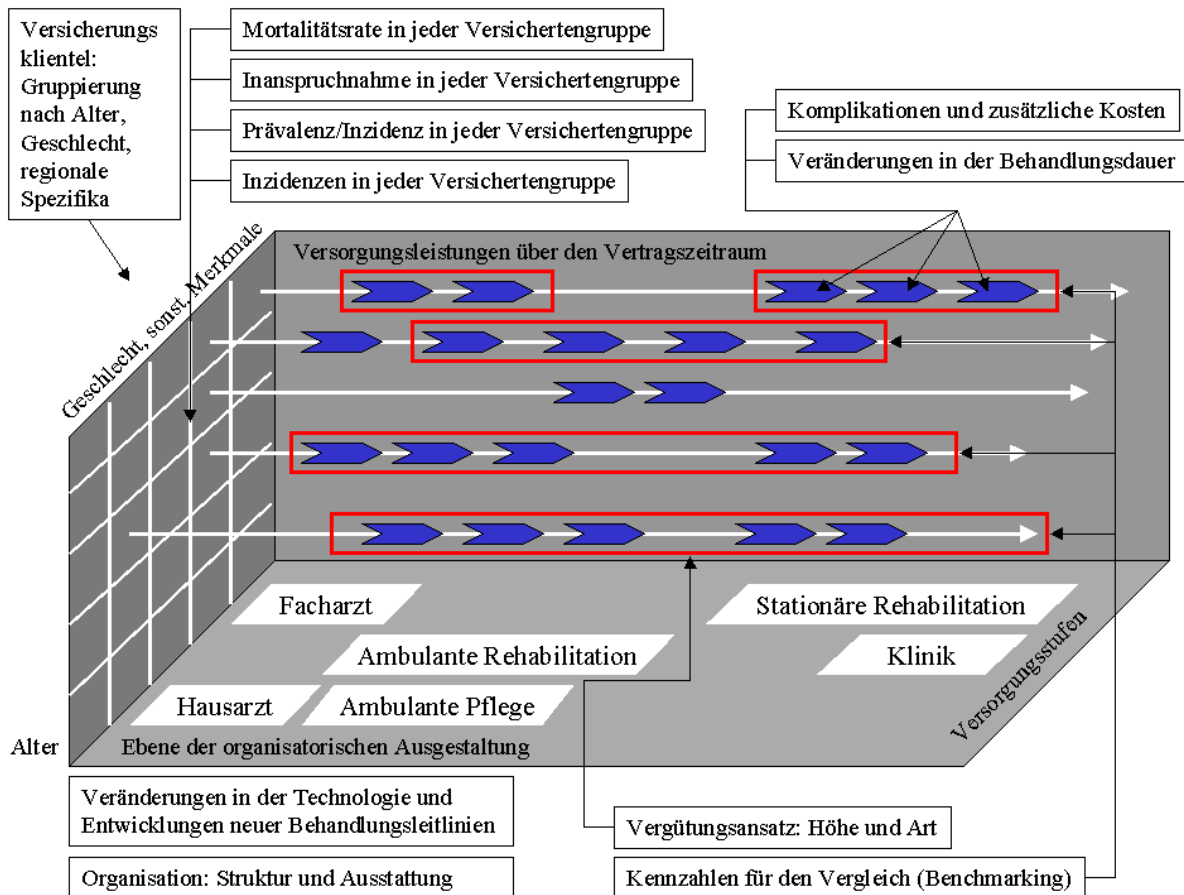 Versicherungs
klientel:
Gruppierung
nach Alter,
Geschlecht,
regionale
Spezifika
Mortalitätsrate in jeder Versichertengruppe
Inanspruchnahme in jeder Versichertengruppe
Prävalenz/Inzidenz in jeder Versichertengruppe
Inzidenzen in jeder Versichertengruppe
Komplikationen und zusätzliche Kosten
Veränderungen in der Behandlungsdauer
Geschlecht, sonst. Merkmale
Versorgungsleistungen über den Vertragszeitraum
Facharzt
Stationäre Rehabilitation
Ambulante Rehabilitation
Klinik
Hausarzt
Ambulante Pflege
Versorgungsstufen
Alter
Ebene der organisatorischen Ausgestaltung
Veränderungen in der Technologie und
Entwicklungen neuer Behandlungsleitlinien
Vergütungsansatz: Höhe und Art
Organisation: Struktur und Ausstattung
Kennzahlen für den Vergleich (Benchmarking)